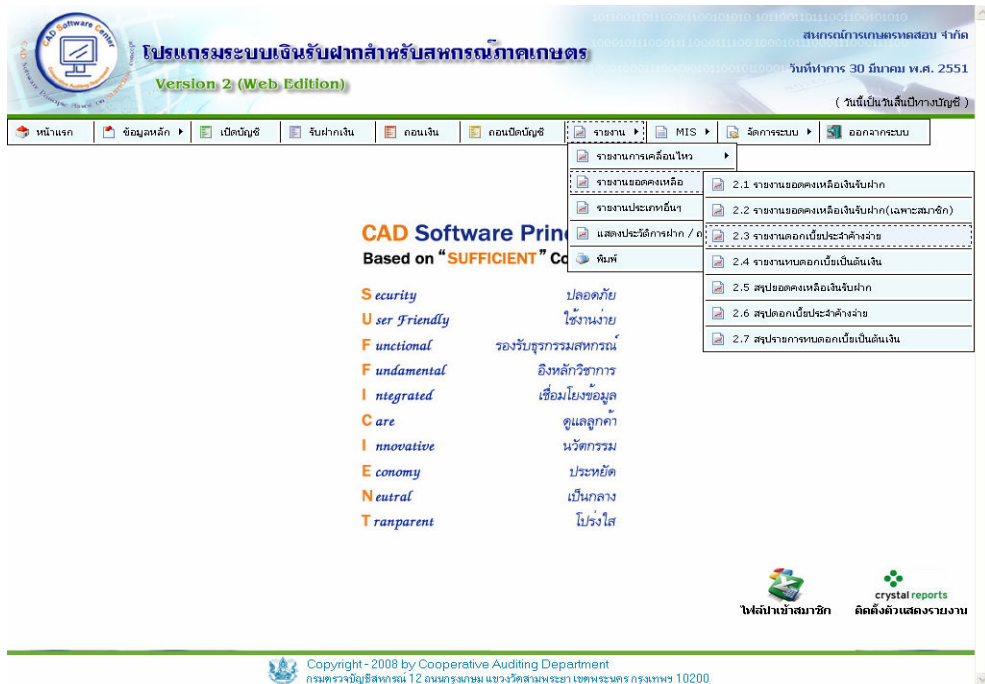 โปรแกรมระบบเงินรับฝากสำหรับสหกรณ์ภาคเกษตร
Version 2 (Web Edition)
สหกรณ์การเกษตรทดสอบ จำกัด
วันที่ทำการ 30 มีนาคม พ.ศ. 2551
( วันนี้เป็นวันสิ้นปีทางบัญชี )
หน้าแรก ข้อมูลหลัก เปิดบัญชี รับฝากเงิน ถอนเงิน ถอนปิดบัญชี รายงาน MIS จัดการระบบ ออกจากระบบ
รายงานการเคลื่อนไหว
รายงานยอดคงเหลือ
รายงานประเภทอื่นๆ
แสดงประวัติการฝาก / ถ
พิมพ์
2.1 รายงานยอดคงเหลือเงินรับฝาก
2.2 รายงานยอดคงเหลือเงินรับฝาก(เฉพาะสมาชิก)
2.3 รายงานดอกเบี้ยประจำค้างจ่าย
2.4 รายงานทบดอกเบี้ยเป็นต้นเงิน
2.5 สรุปยอดคงเหลือเงินรับฝาก
2.6 สรุปดอกเบี้ยประจำค้างจ่าย
2.7 สรุปรายการทบดอกเบี้ยเป็นต้นเงิน
CAD Software Prin
Based on “SUFFICIENT” Co
Security ปลอดภัย
User Friendly ใช้งานง่าย
Functional รองรับธุรกรรมสหกรณ์
Fundamental อิงหลักวิชาการ
Integrated เชื่อมโยงข้อมูล
Care ดูแลลูกค้า
Innovative นวัตกรรม
Economy ประหยัด
Neutral เป็นกลาง
Tranparent โปร่งใส
crystal reports
ไฟล์นำเข้าสมาชิก ติดตั้งตัวแสดงรายงาน
Copyright - 2008 by Cooperative Auditing Department
กรมตรวจบัญชีสหกรณ์ 12 ถนนกรุงเกษม แขวงวัดสามพระยา เขตพระนคร กรุงเทพฯ 10200